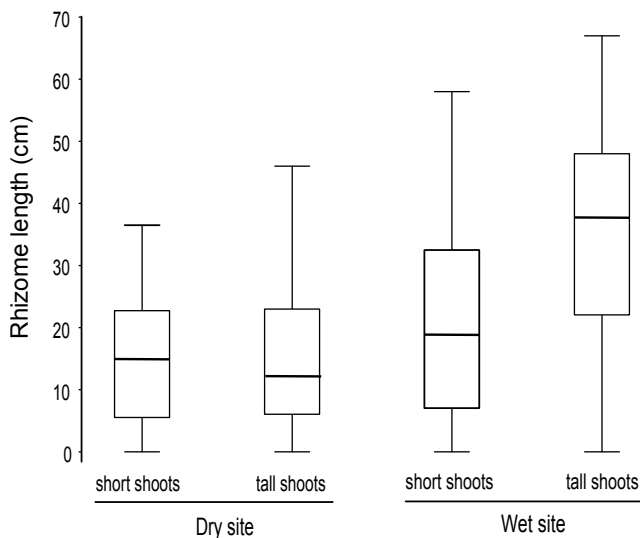 70
60
50
40
30
20
10
0
Rhizome length (cm)
short shoots
tall shoots
short shoots
tall shoots
Dry site
Wet site